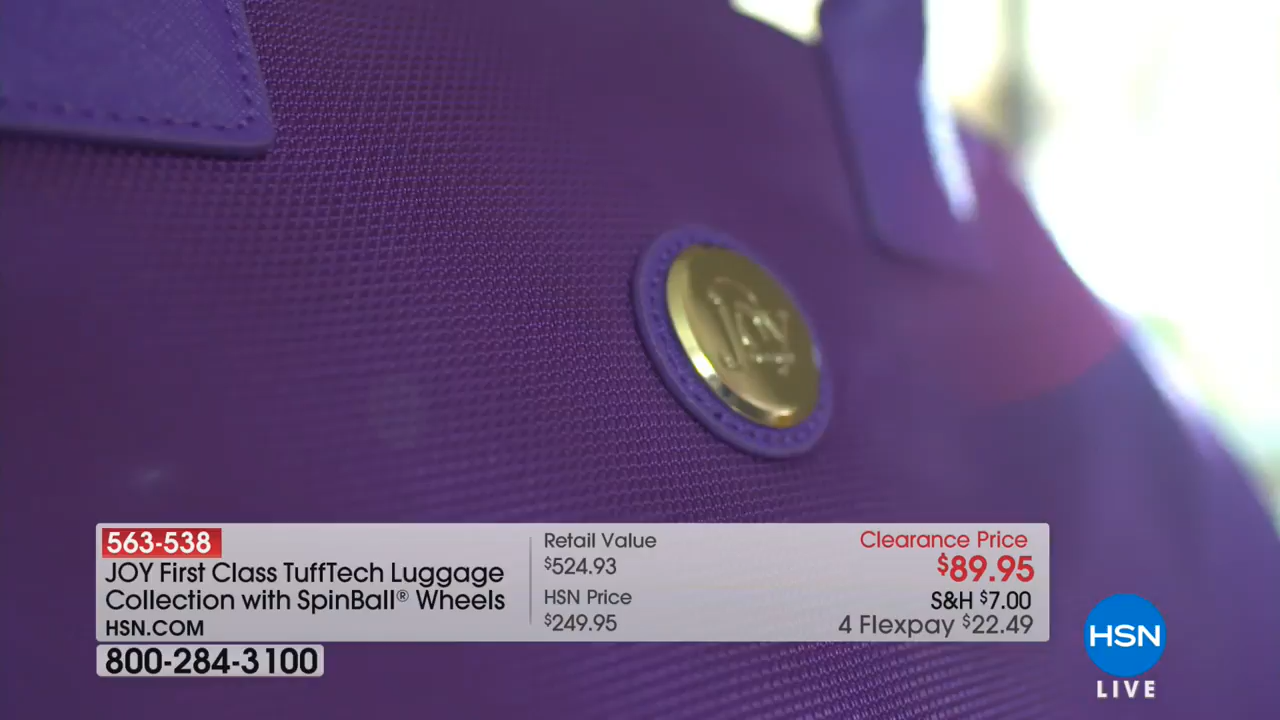 JOY
563-538
JOY First Class TuffTech Luggage
Collection with SpinBall® Wheels
HSN.COM
800-284-3100
Retail Value
$524.93
HSN Price
$249.95
Clearance Price
$89.95
S&H $7.00
4 Flexpay $22.49
HSN
LIVE